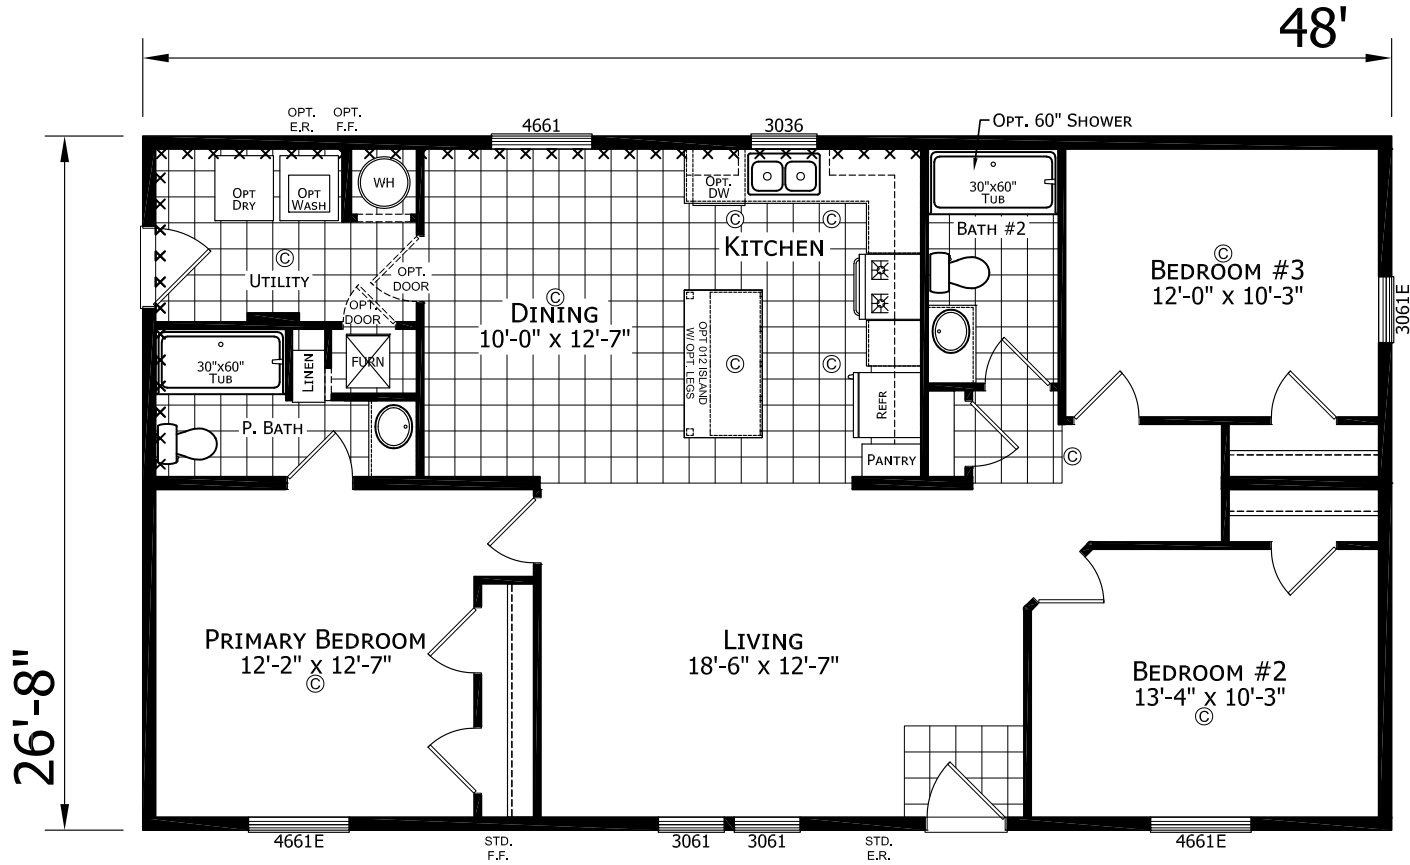 48'
26'-8"
OPT.
E.R.
OPT.
F.F.
4661
3036
OPT. 60" SHOWER
OPT
DRY
OPT
WASH
WH
OPT.
DW
30"x60"
TUB
BATH #2
KITCHEN
UTILITY
OPT.
DOOR
OPT.
DOOR
DINING
10'-0" x 12'-7"
BEDROOM #3
12'-0" x 10'-3"
3061E
30"x60"
TUB
LINEN
FURN
OPT 012 ISLAND
W/ OPT. LEGS
REFR
P. BATH
PANTRY
PRIMARY BEDROOM
12'-2" x 12'-7"
LIVING
18'-6" x 12'-7"
BEDROOM #2
13'-4" x 10'-3"
©
©
©
©
©
©
©
©
©
©
4661E
STD.
F.F.
3061
3061
STD.
E.R.
4661E